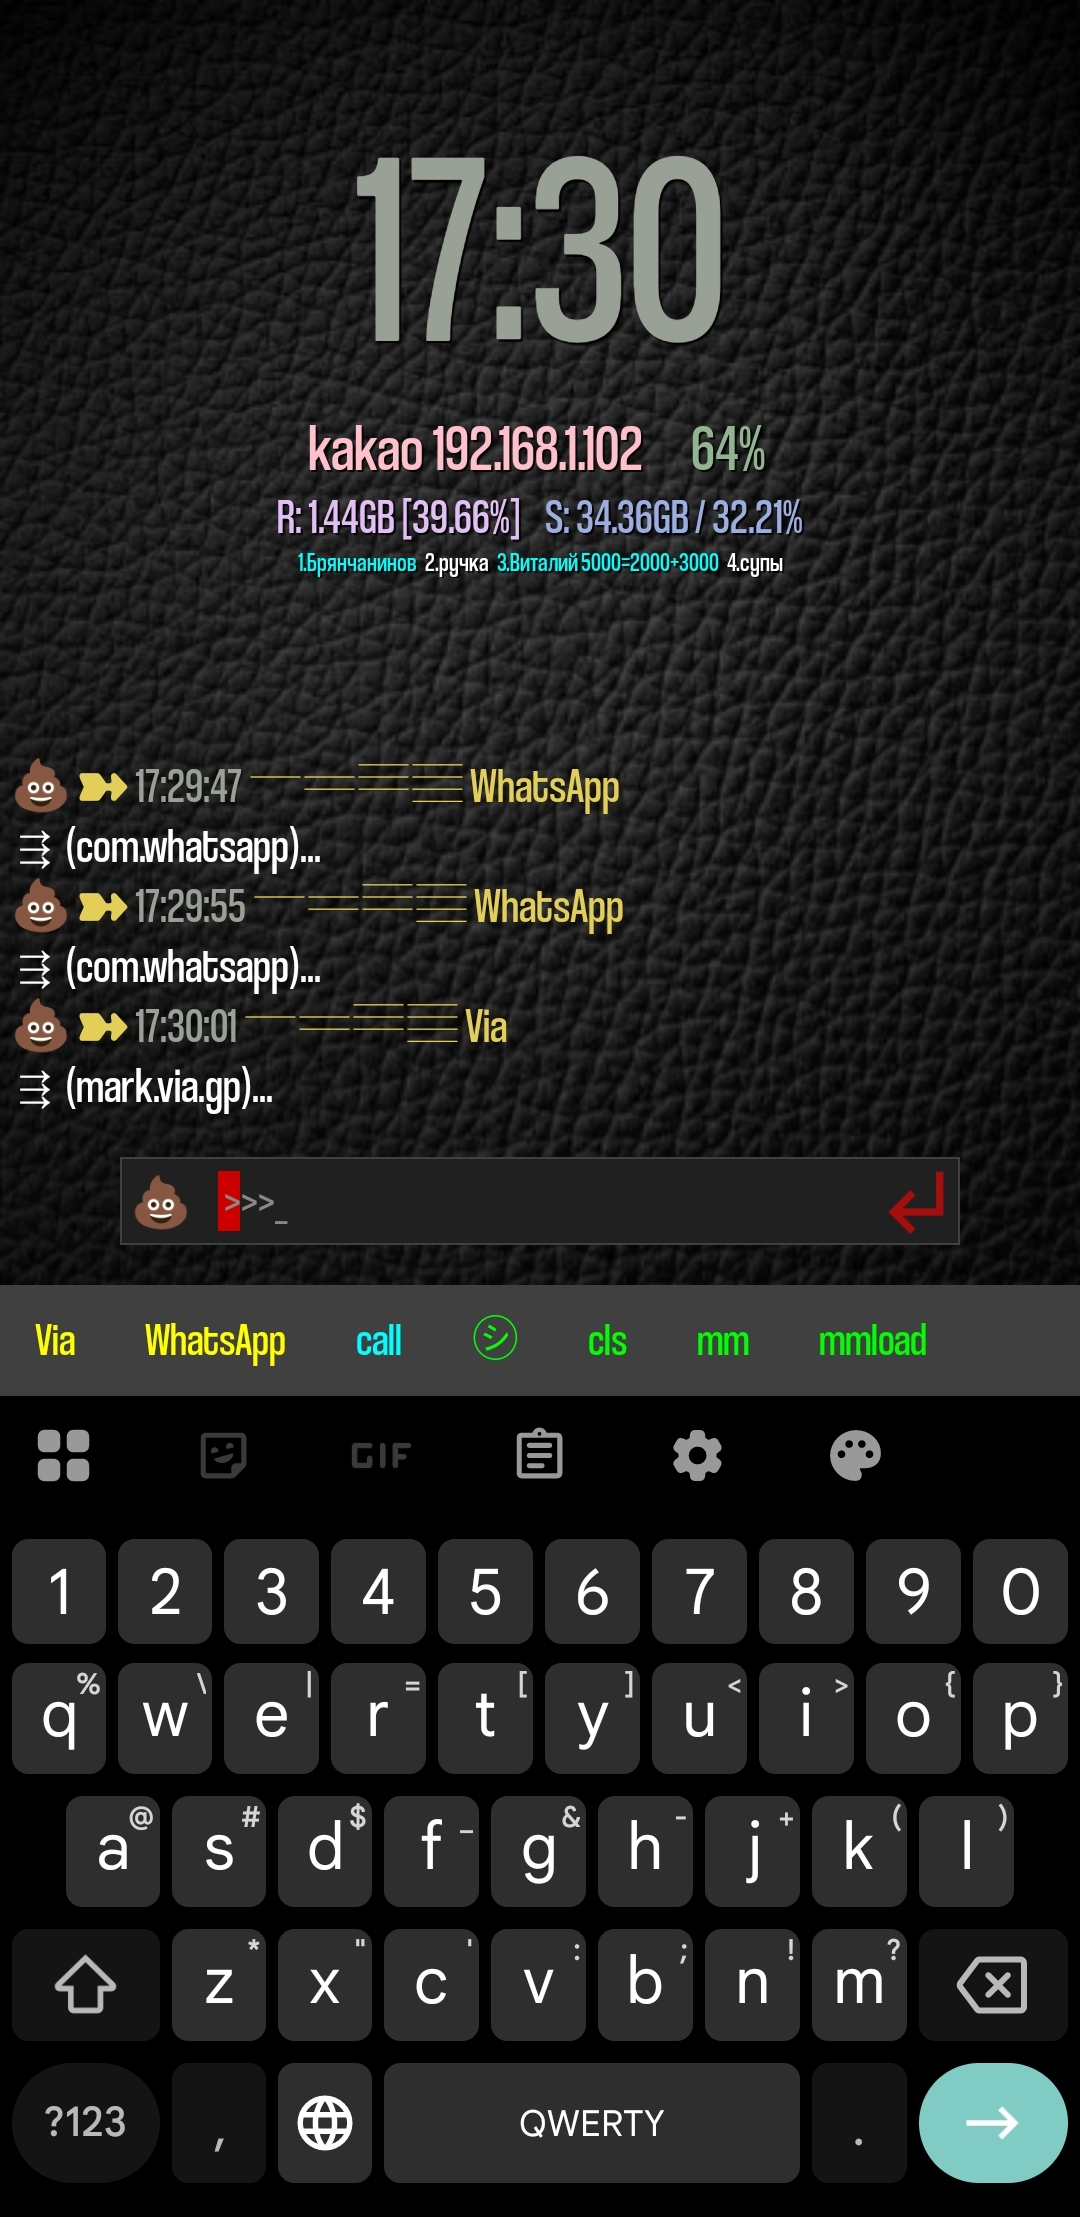 17:30
kakao 192.168.1.102 64%
R: 1.44GB [39.66%] S: 34.36GB / 32.21%
1.Брянчанинов 2.ручка 3.Виталий 5000=2000+3000 4.супы
17:29:47 WhatsApp
(com.whatsapp)...
17:29:55 WhatsApp
(com.whatsapp)...
17:30:01 Via
(mark.via.gp)...
>>>_
Via WhatsApp call シ cls mm mmload
GIF
1 2 3 4 5 6 7 8 9 0
q% w\ e| r= t[ y] u< i> o{ p}
a@ s# d$ f_ g& h- j+ k( l)
z* x" c' v: b; n! m?
?123 , QWERTY .